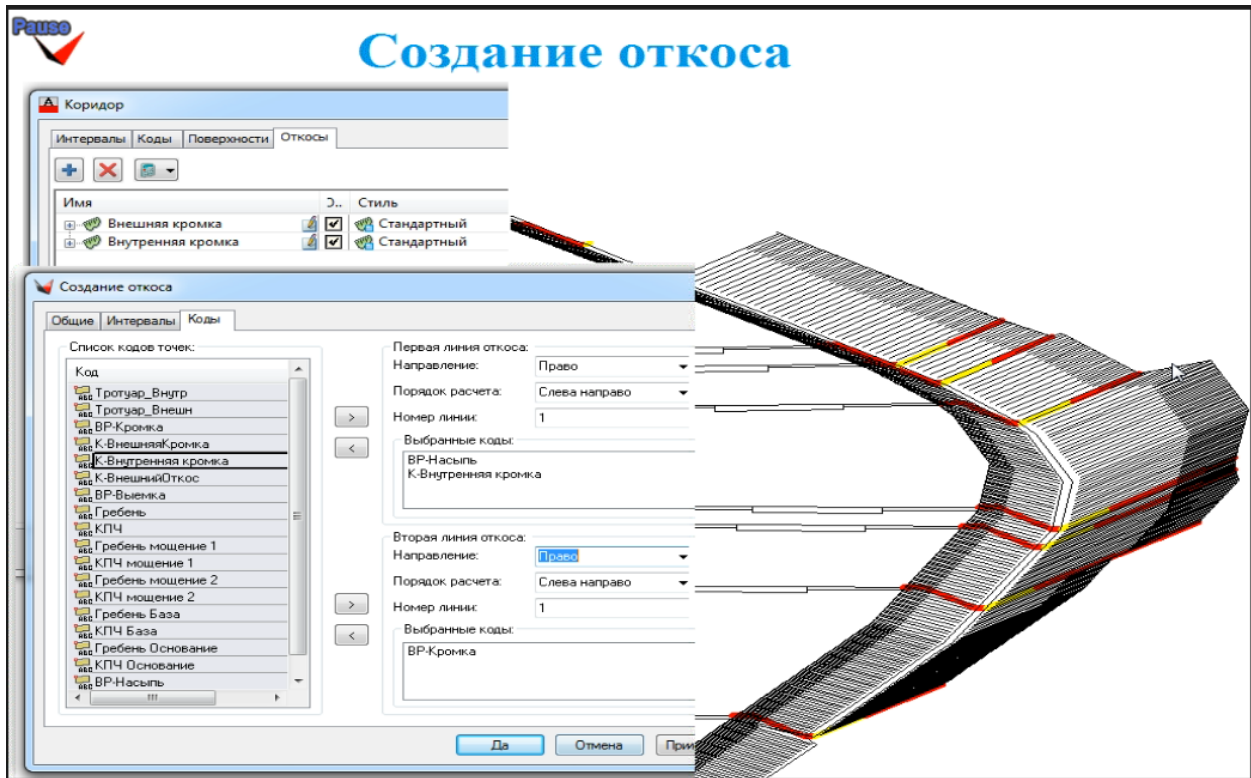 Pause
Создание откоса
Коридор
Интервалы Коды Поверхности Откосы
Имя Э.. Стиль
Внешняя кромка Стандартный
Внутренняя кромка Стандартный
Создание откоса
Общие Интервалы Коды
Список кодов точек:
Код
Тротуар_Внутр
Тротуар_Внешн
ВР-Кромка
К-ВнешняяКромка
К-Внутренняя кромка
К-ВнешнийОткос
ВР-Выемка
Гребень
КПЧ
Гребень мощение 1
КПЧ мощение 1
Гребень мощение 2
КПЧ мощение 2
Гребень База
КПЧ База
Гребень Основание
КПЧ Основание
ВР-Насыпь
>
<
>
<
Первая линия откоса:
Направление: Право
Порядок расчета: Слева направо
Номер линии: 1
Выбранные коды:
ВР-Насыпь
К-Внутренняя кромка
Вторая линия откоса:
Направление: Право
Порядок расчета: Слева направо
Номер линии: 1
Выбранные коды:
ВР-Кромка
Да Отмена При